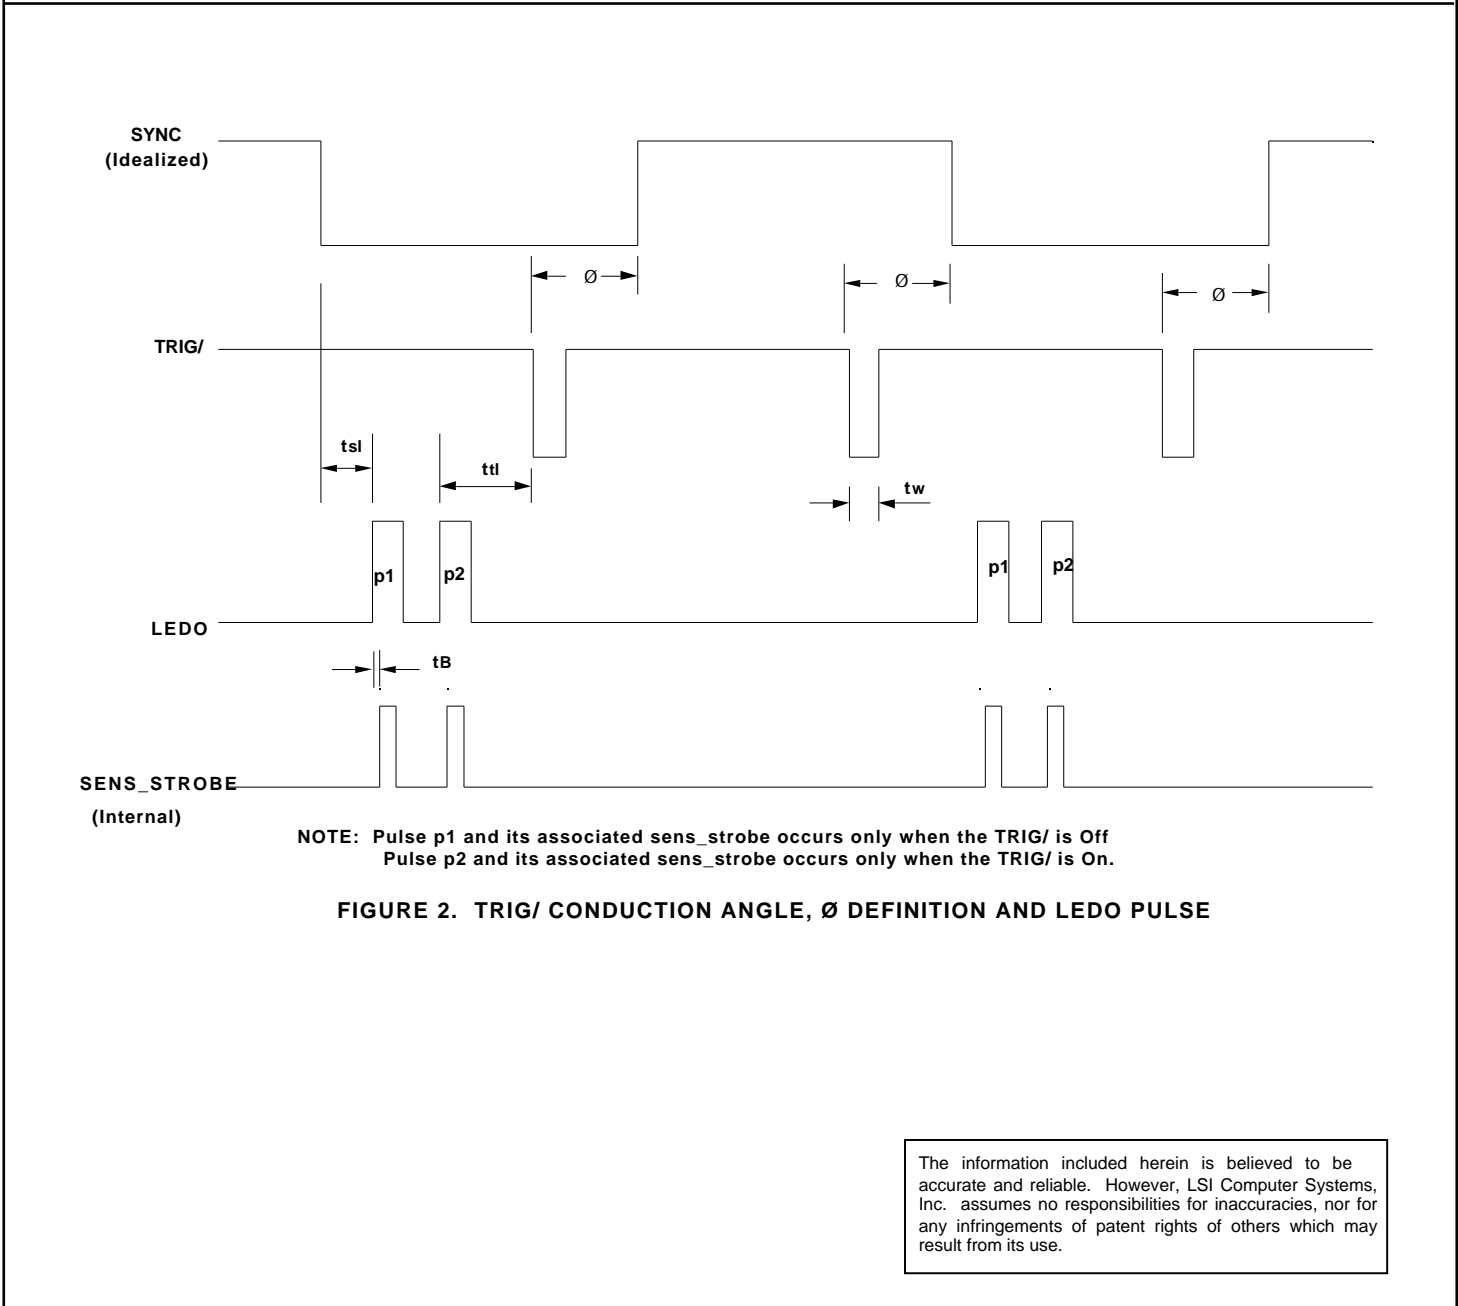 SYNC
(Idealized)
Ø
Ø
Ø
TRIG/
tsl
ttl
tw
p1
p2
p1
p2
LEDO
tB
SENS_STROBE
(Internal)
NOTE: Pulse p1 and its associated sens_strobe occurs only when the TRIG/ is Off
Pulse p2 and its associated sens_strobe occurs only when the TRIG/ is On.
FIGURE 2. TRIG/ CONDUCTION ANGLE, Ø DEFINITION AND LEDO PULSE
The information included herein is believed to be
accurate and reliable. However, LSI Computer Systems,
Inc. assumes no responsibilities for inaccuracies, nor for
any infringements of patent rights of others which may
result from its use.